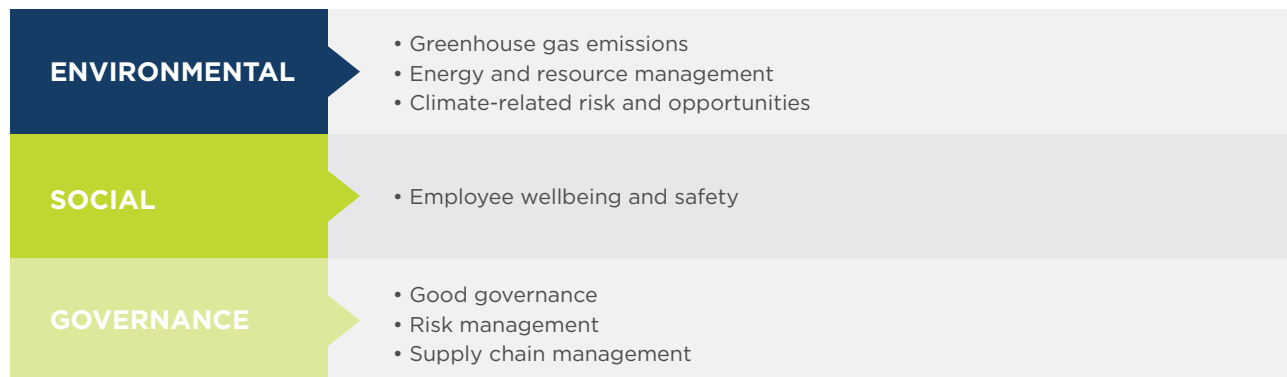 ENVIRONMENTAL
• Greenhouse gas emissions
• Energy and resource management
• Climate-related risk and opportunities
SOCIAL
• Employee wellbeing and safety
GOVERNANCE
• Good governance
• Risk management
• Supply chain management